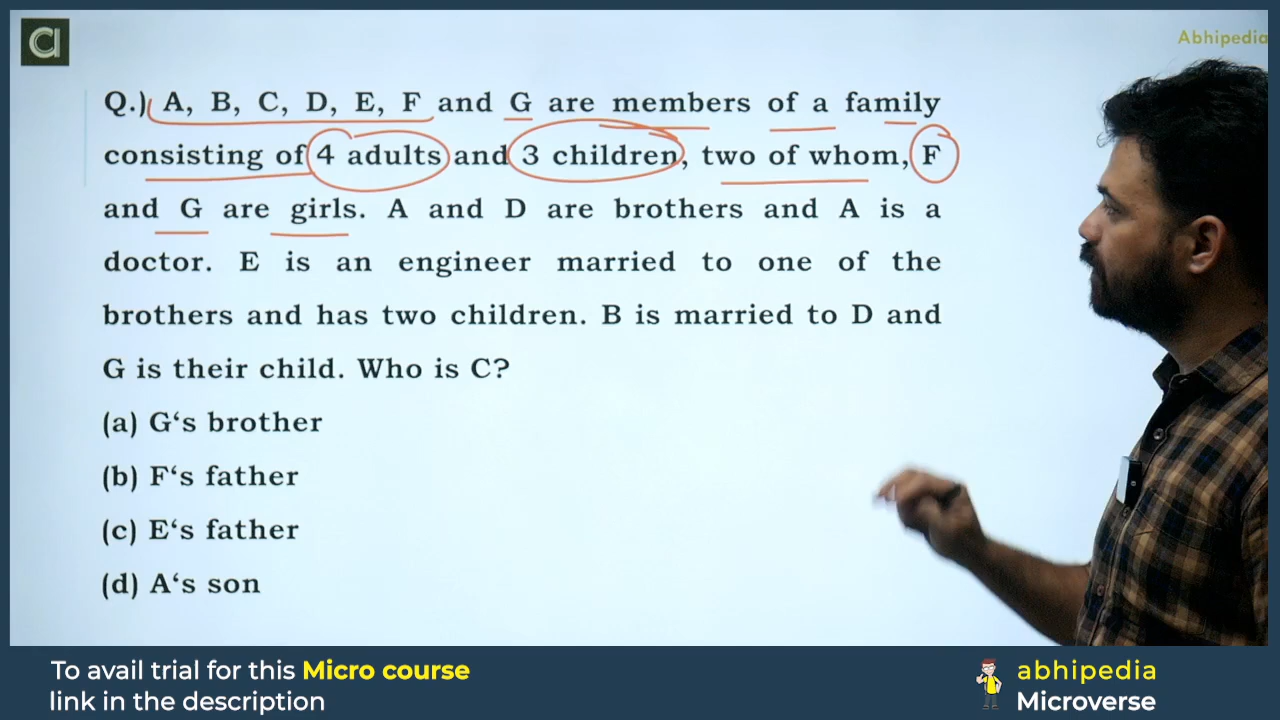 Abhipedia
Q.) A, B, C, D, E, F and G are members of a family
consisting of 4 adults and 3 children, two of whom, F
and G are girls. A and D are brothers and A is a
doctor. E is an engineer married to one of the
brothers and has two children. B is married to D and
G is their child. Who is C?
(a) G‘s brother
(b) F‘s father
(c) E‘s father
(d) A‘s son
To avail trial for this Micro course
link in the description
abhipedia
Microverse